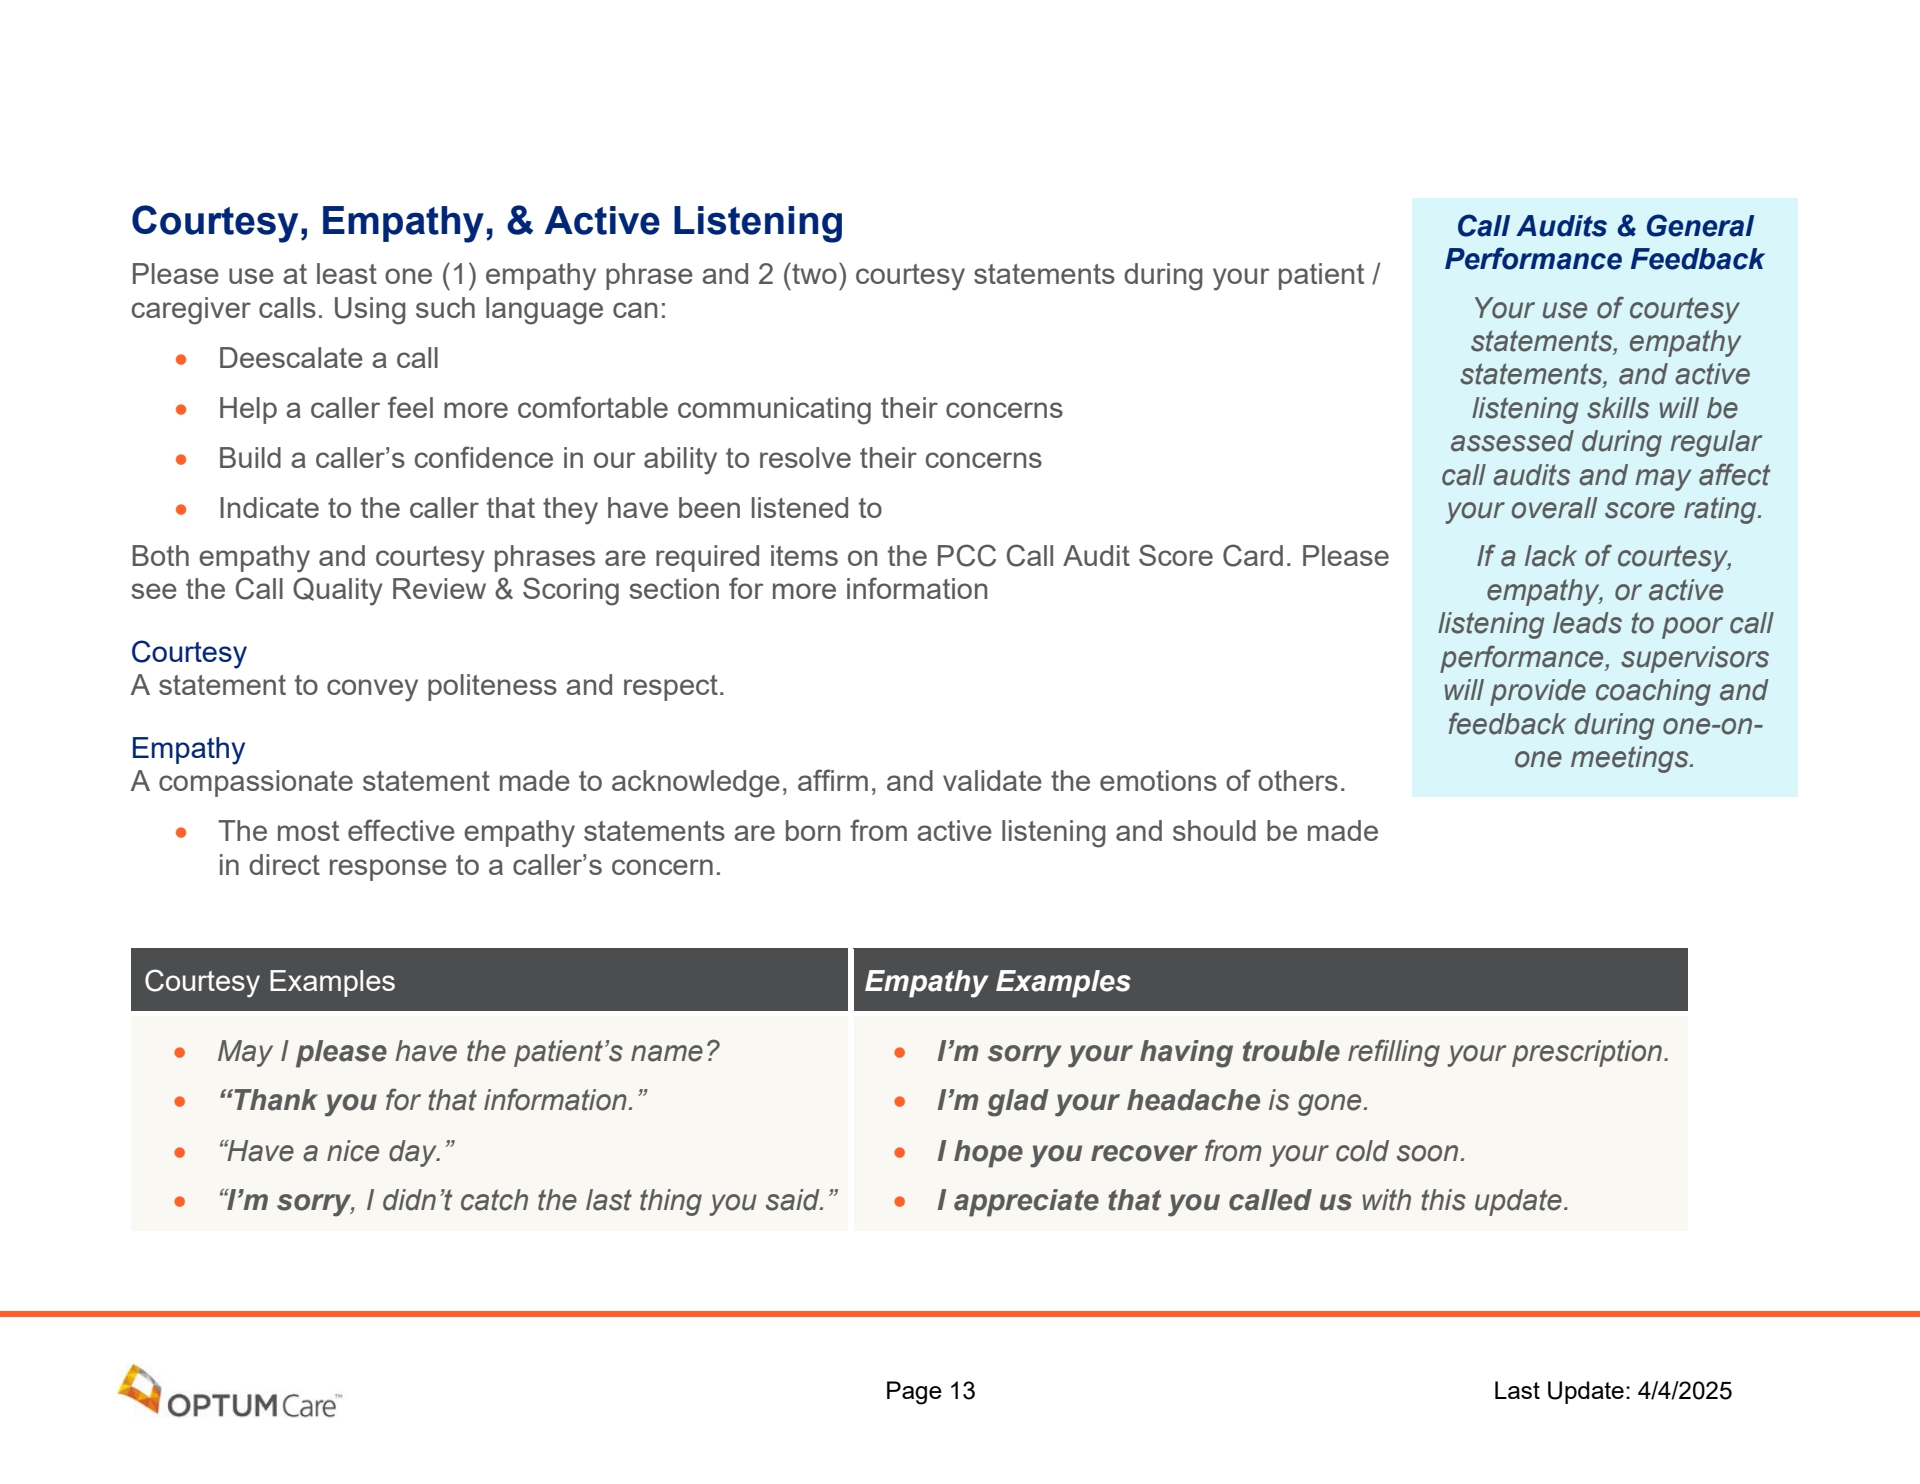 Courtesy, Empathy, & Active Listening
Please use at least one (1) empathy phrase and 2 (two) courtesy statements during your patient /
caregiver calls. Using such language can:
• Deescalate a call
• Help a caller feel more comfortable communicating their concerns
• Build a caller’s confidence in our ability to resolve their concerns
• Indicate to the caller that they have been listened to
Both empathy and courtesy phrases are required items on the PCC Call Audit Score Card. Please
see the Call Quality Review & Scoring section for more information
Courtesy
A statement to convey politeness and respect.
Empathy
A compassionate statement made to acknowledge, affirm, and validate the emotions of others.
• The most effective empathy statements are born from active listening and should be made
in direct response to a caller’s concern.
Call Audits & General
Performance Feedback
Your use of courtesy
statements, empathy
statements, and active
listening skills will be
assessed during regular
call audits and may affect
your overall score rating.
If a lack of courtesy,
empathy, or active
listening leads to poor call
performance, supervisors
will provide coaching and
feedback during one-on-
one meetings.
Courtesy Examples
• May I please have the patient’s name?
• “Thank you for that information.”
• “Have a nice day.”
• “I’m sorry, I didn’t catch the last thing you said.”
Empathy Examples
• I’m sorry your having trouble refilling your prescription.
• I’m glad your headache is gone.
• I hope you recover from your cold soon.
• I appreciate that you called us with this update.
OPTUMCare™
Page 13
Last Update: 4/4/2025